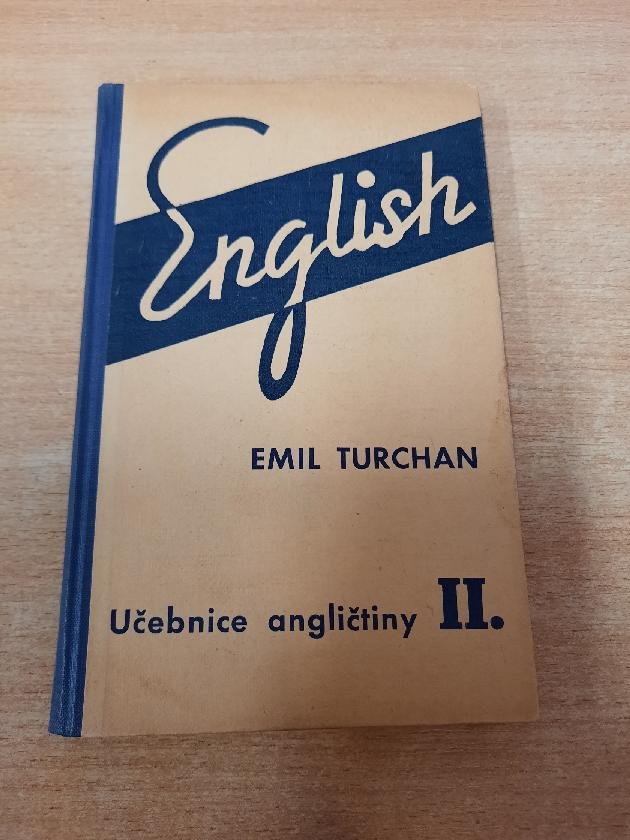 English
EMIL TURCHAN
Učebnice angličtiny II.